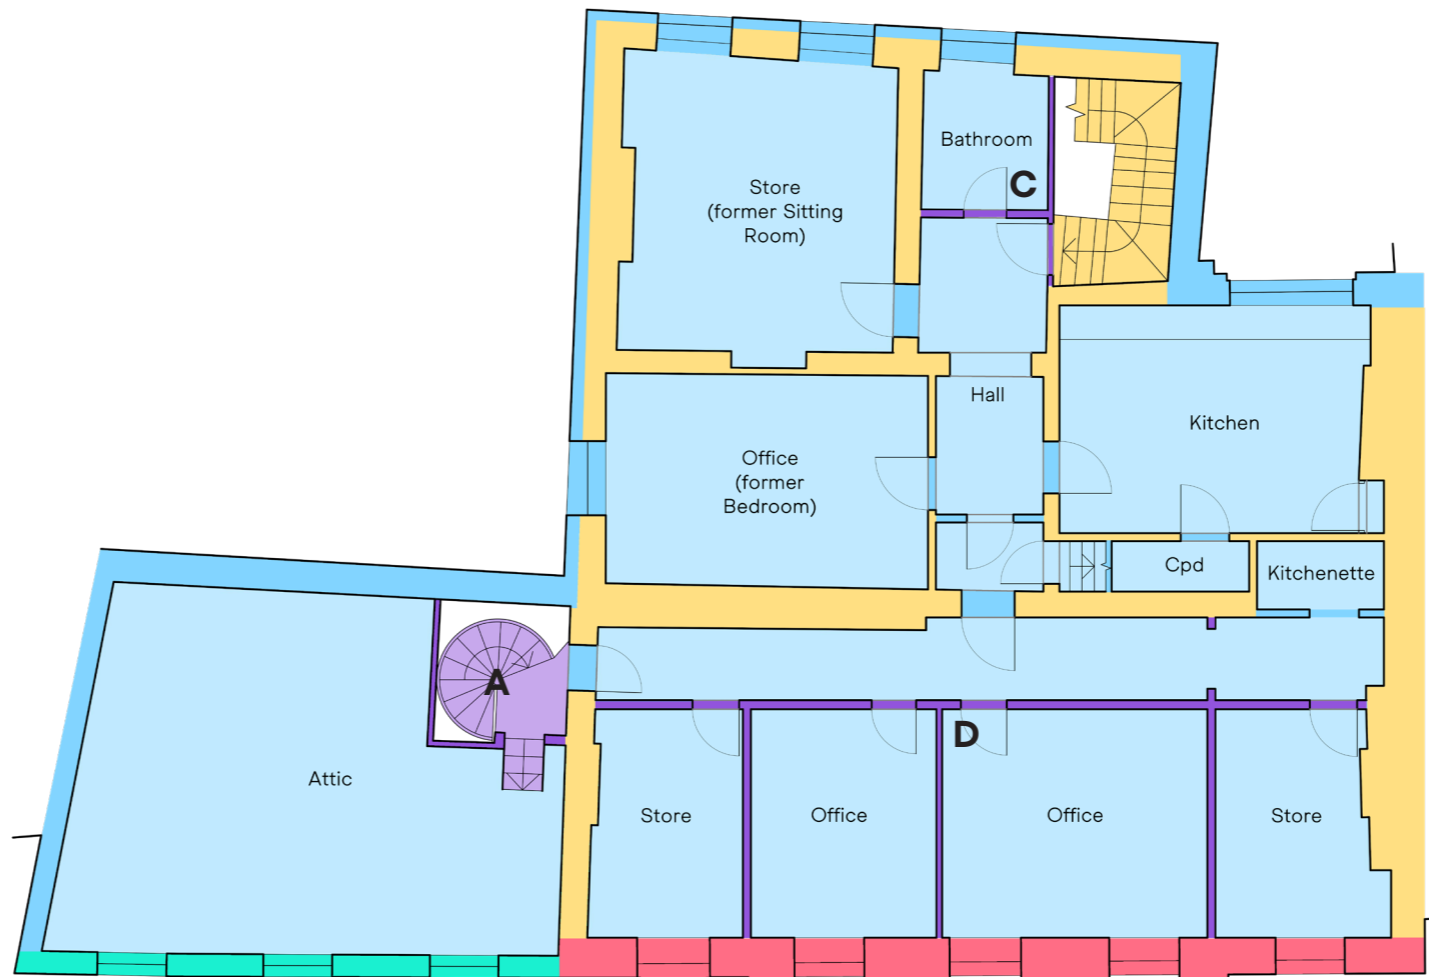 Bathroom
C
Store
(former Sitting
Room)
Hall
Kitchen
Office
(former
Bedroom)
Cpd
Kitchenette
A
D
Attic
Store
Office
Office
Store